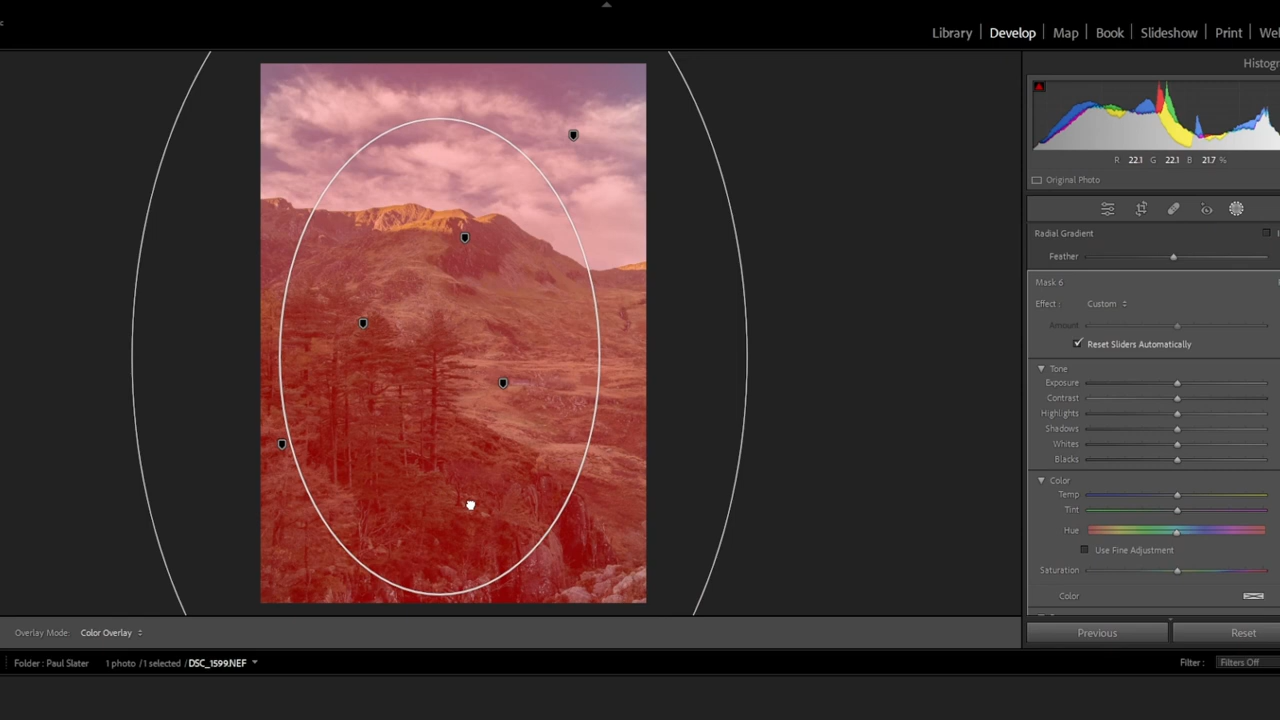 Library | Develop | Map | Book | Slideshow | Print |
Histogr
R 22.1 G 22.1 B 21.7 %
Original Photo
Radial Gradient
Feather
Mask 6
Effect : Custom
Amount
Reset Sliders Automatically
Tone
Exposure
Contrast
Highlights
Shadows
Whites
Blacks
Color
Temp
Tint
Hue
Use Fine Adjustment
Saturation
Color
Overlay Mode: Color Overlay
Previous Reset
Folder : Paul Slater 1 photo / 1 selected / DSC_1599.NEF Filter : Filters Off